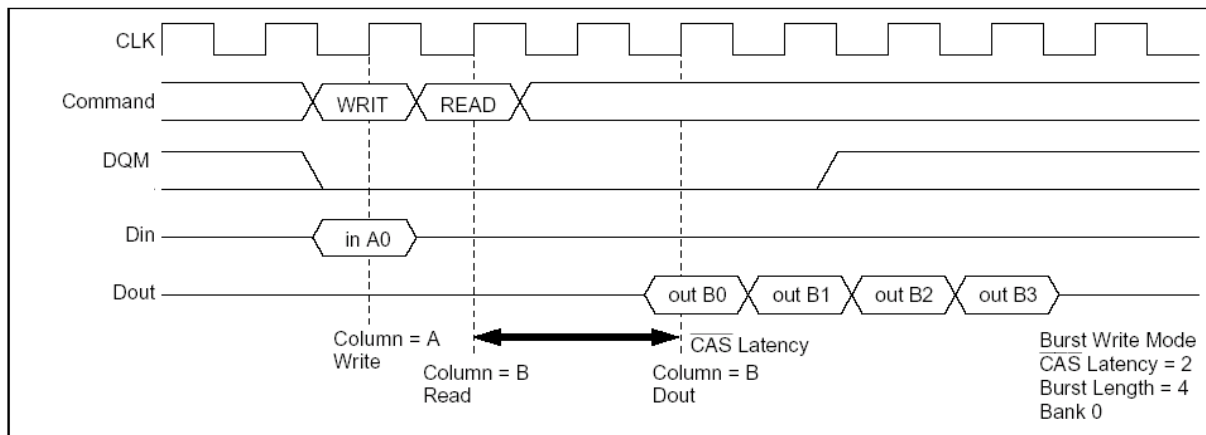 CLK
Command WRIT READ
DQM
Din in A0
Dout out B0 out B1 out B2 out B3
Column = A
Write
Column = B
Read
CAS Latency
Column = B
Dout
Burst Write Mode
CAS Latency = 2
Burst Length = 4
Bank 0